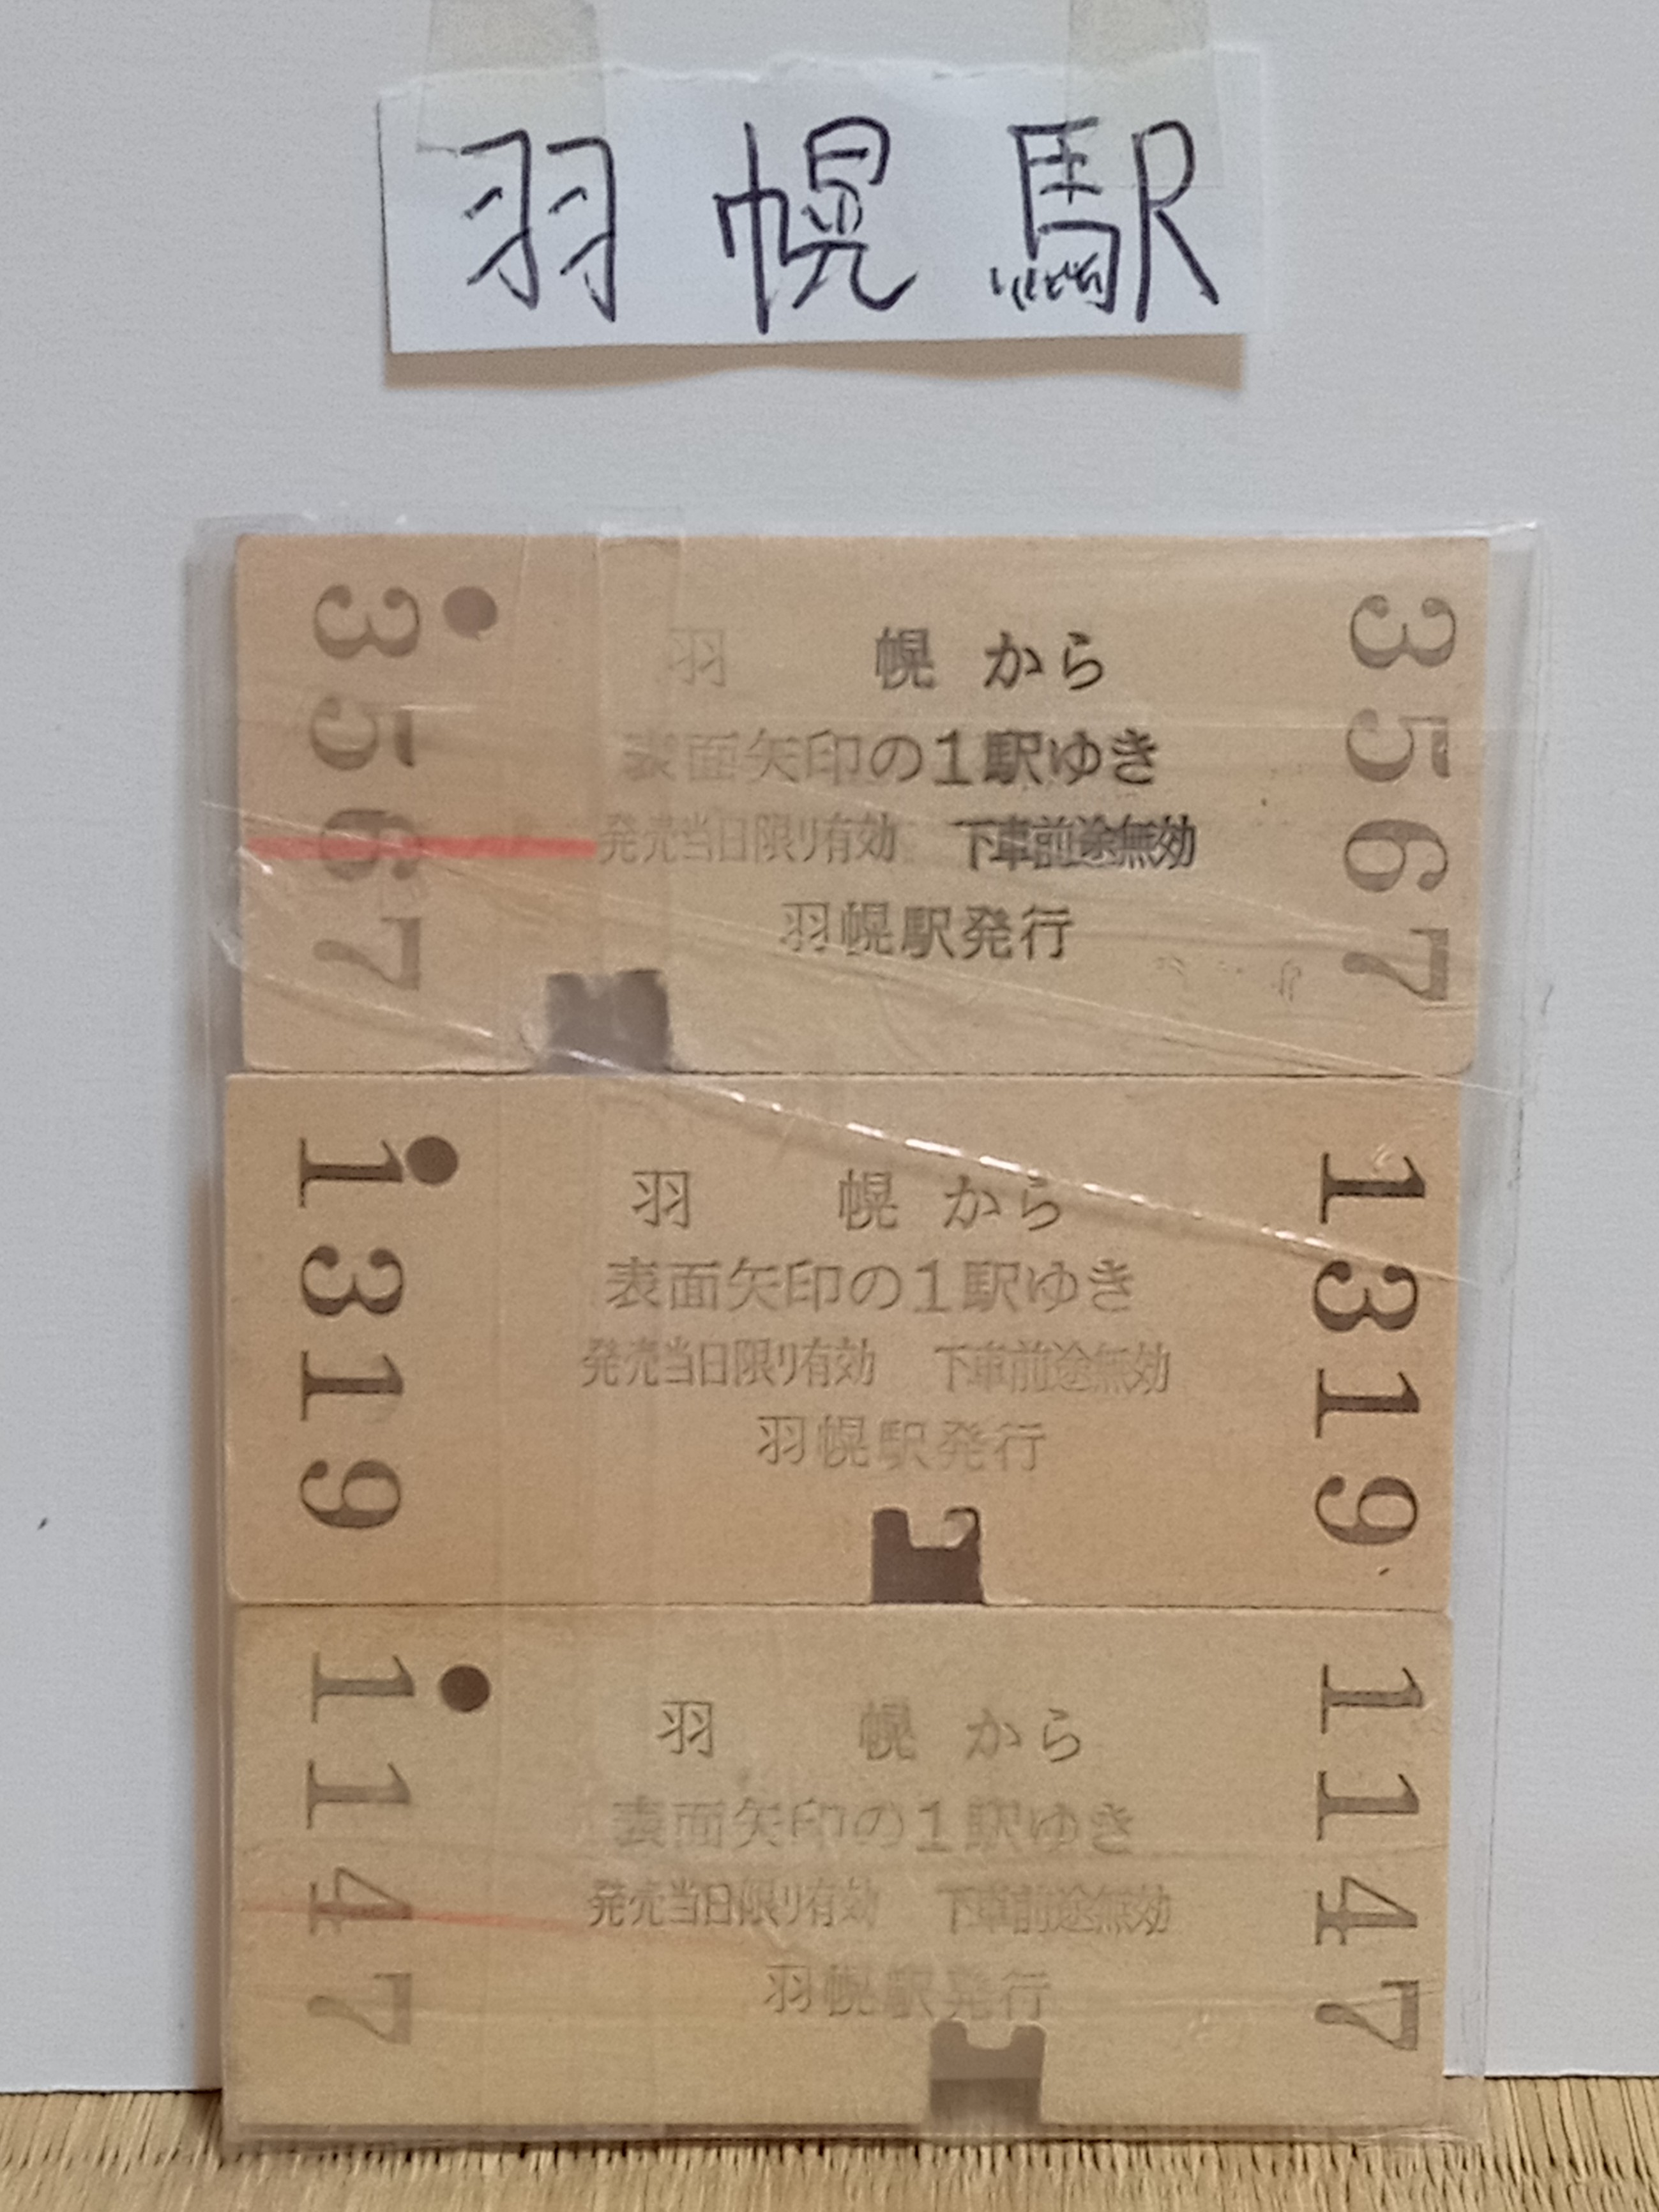 羽幌駅
3567
羽 幌 から
表面矢印の1駅ゆき
発売当日限り有効 下車前途無効
羽幌駅発行
3567
1319
羽 幌 から
表面矢印の1駅ゆき
発売当日限り有効 下車前途無効
羽幌駅発行
1319
1147
羽 幌 から
表面矢印の1駅ゆき
発売当日限り有効 下車前途無効
羽幌駅発行
1147